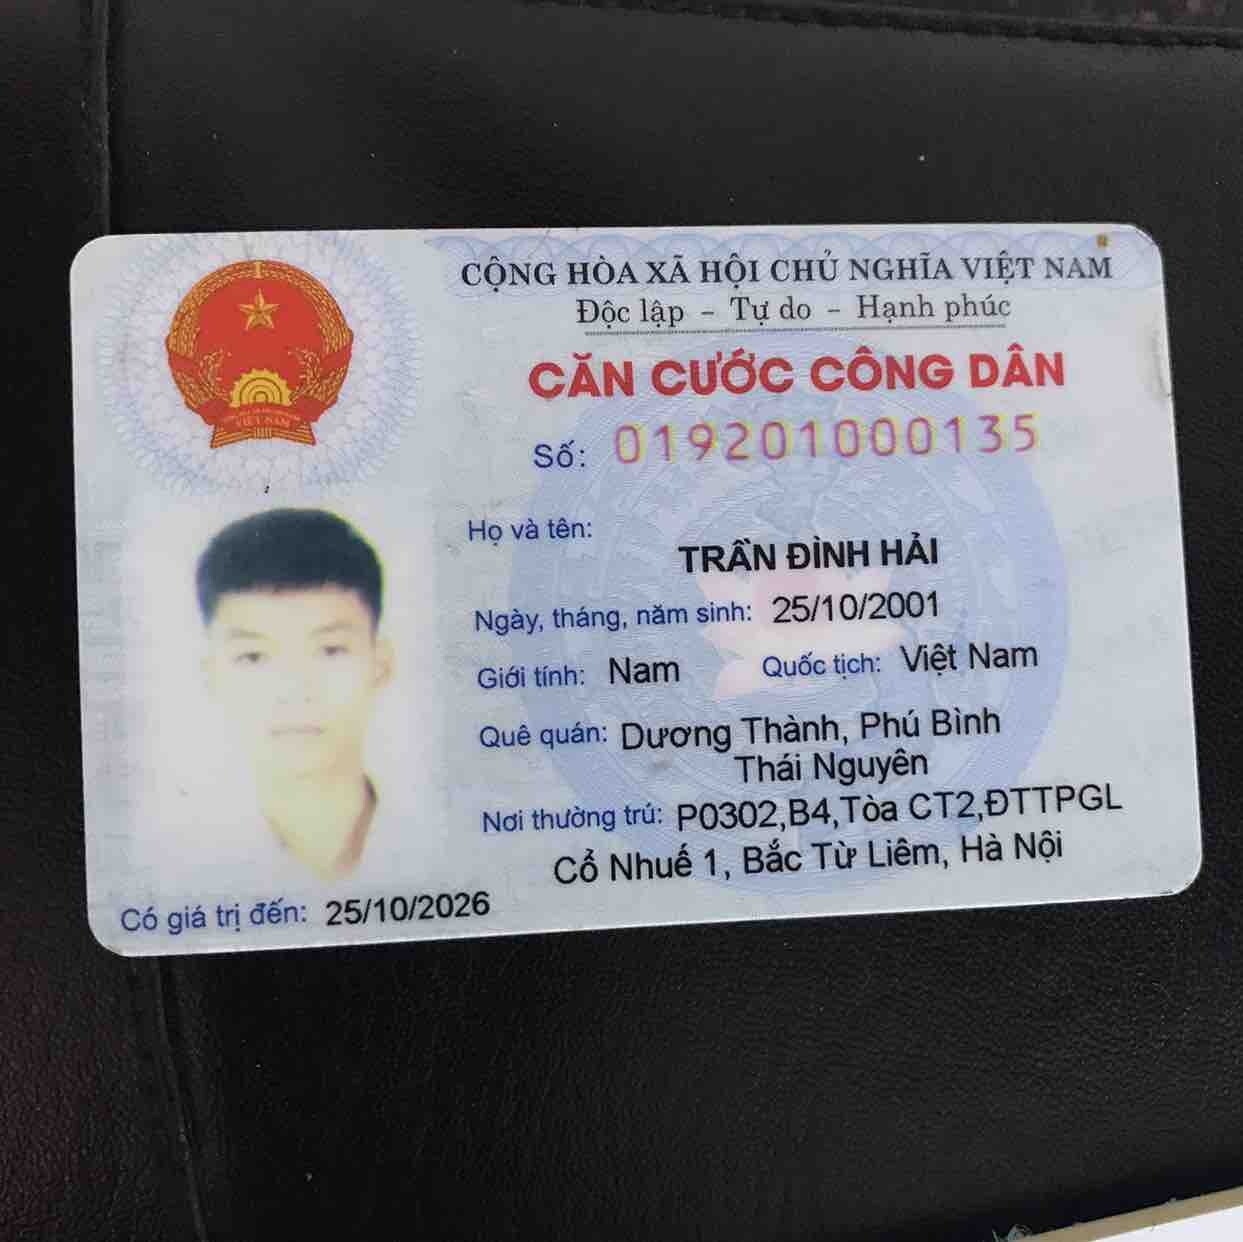 CỘNG HÒA XÃ HỘI CHỦ NGHĨA VIỆT NAM
Độc lập - Tự do - Hạnh phúc
CĂN CƯỚC CÔNG DÂN
Số: 019201000135
Họ và tên:
TRẦN ĐÌNH HẢI
Ngày, tháng, năm sinh: 25/10/2001
Giới tính: Nam Quốc tịch: Việt Nam
Quê quán: Dương Thành, Phú Bình
Thái Nguyên
Nơi thường trú: P0302,B4,Tòa CT2,ĐTTPGL
Cổ Nhuế 1, Bắc Từ Liêm, Hà Nội
Có giá trị đến: 25/10/2026
VIỆT NAM